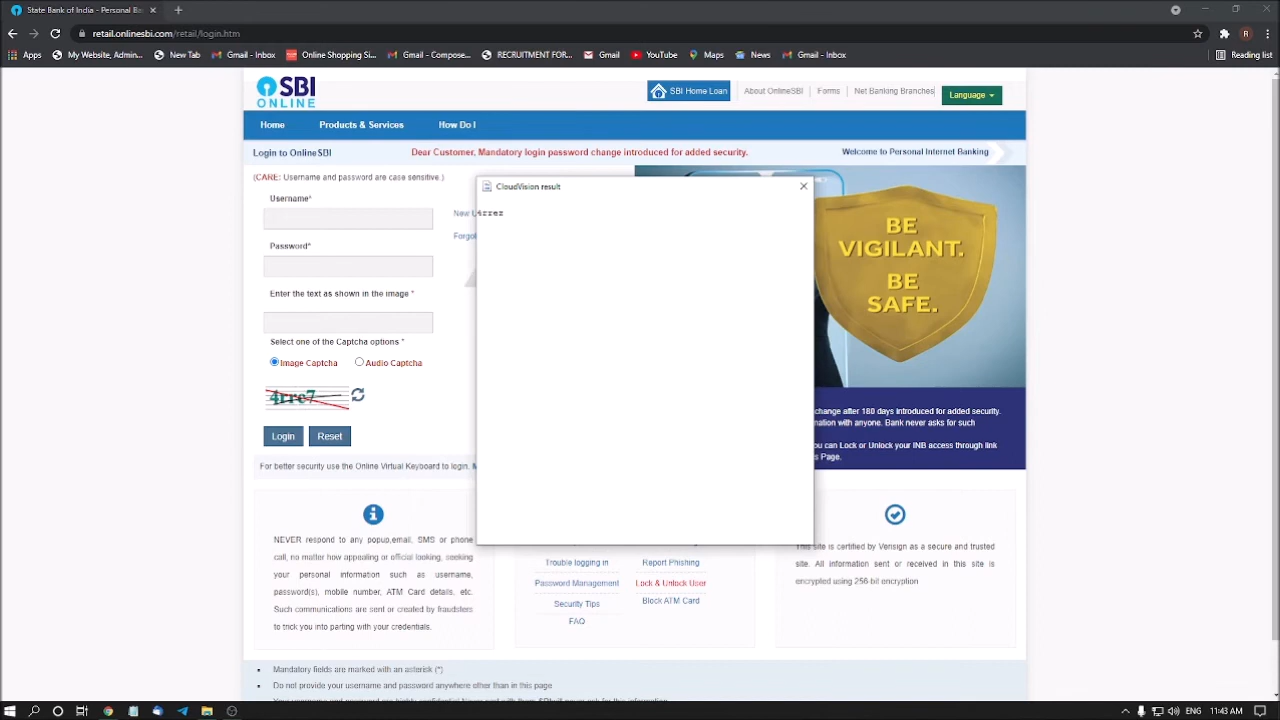 State Bank of India
retail.onlinesbi.com/retail/login.htm
Apps
My Website, Admin...
New Tab
Gmail - Inbox
Online Shopping Si...
Gmail - Compose...
RECRUITMENT FOR...
Gmail
YouTube
Maps
News
Gmail - Inbox
Reading list
SBI
ONLINE
SBI Home Loan
About OnlineSBI
Forms
Net Banking Branches
Language
Home
Products & Services
How Do I
Login to OnlineSBI
Dear Customer, Mandatory login password change introduced for added security.
Welcome to Personal Internet Banking
(CARE: Username and password are case sensitive.)
Username*
New U
Password*
Forgo
Enter the text as shown in the image *
Select one of the Captcha options *
Image Captcha
Audio Captcha
4rrc7
Login
Reset
For better security use the Online Virtual Keyboard to login.
CloudVision result
BE
VIGILANT.
BE
SAFE.
change after 180 days introduced for added security.
mation with anyone. Bank never asks for such
ou can Lock or Unlock your INB access through link
s Page.
NEVER respond to any popup,email, SMS or phone
call, no matter how appealing or official looking, seeking
your personal information such as username,
password(s), mobile number, ATM Card details, etc.
Such communications are sent or created by fraudsters
to trick you into parting with your credentials.
Trouble logging in
Report Phishing
Password Management
Lock & Unlock User
Security Tips
Block ATM Card
FAQ
This site is certified by Verisign as a secure and trusted
site. All information sent or received in this site is
encrypted using 256-bit encryption
Mandatory fields are marked with an asterisk (*)
Do not provide your username and password anywhere other than in this page
ENG
11:43 AM